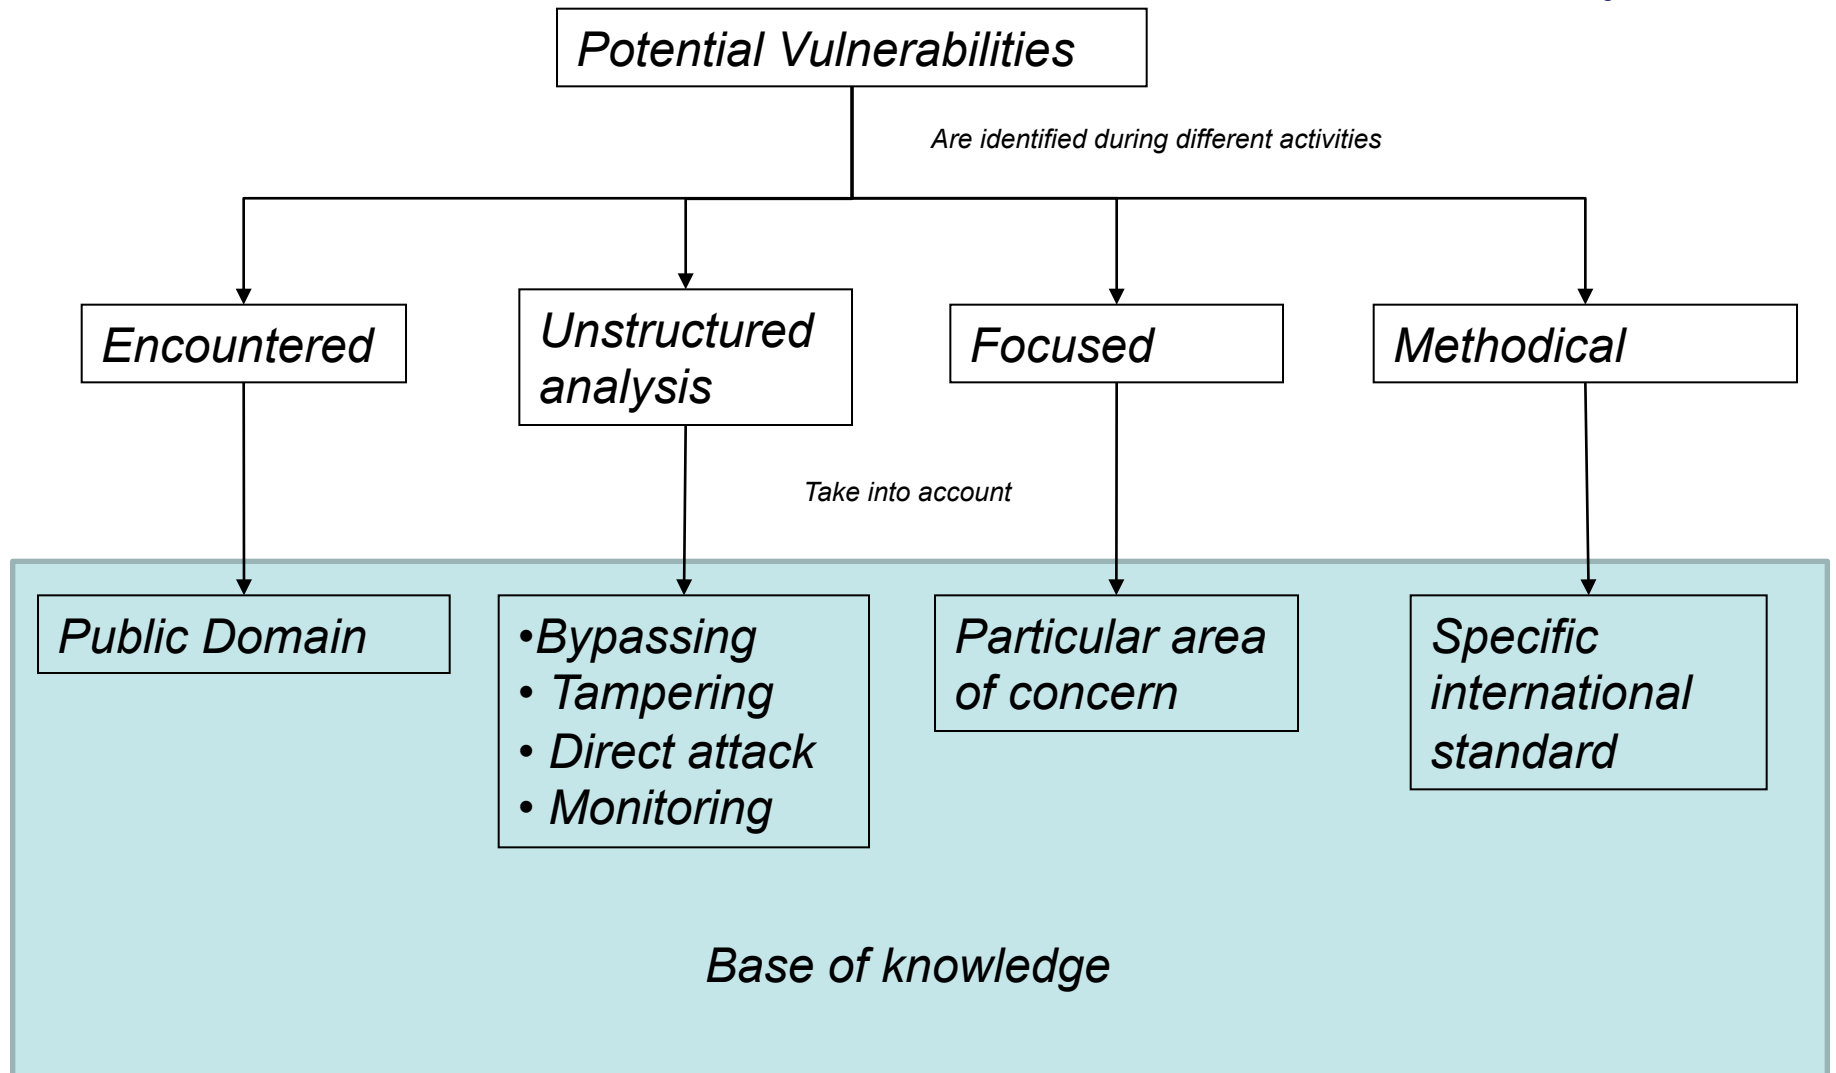 Potential Vulnerabilities
Are identified during different activities
Encountered
Unstructured
analysis
Focused
Methodical
Take into account
Public Domain
•Bypassing
• Tampering
• Direct attack
• Monitoring
Particular area
of concern
Specific
international
standard
Base of knowledge